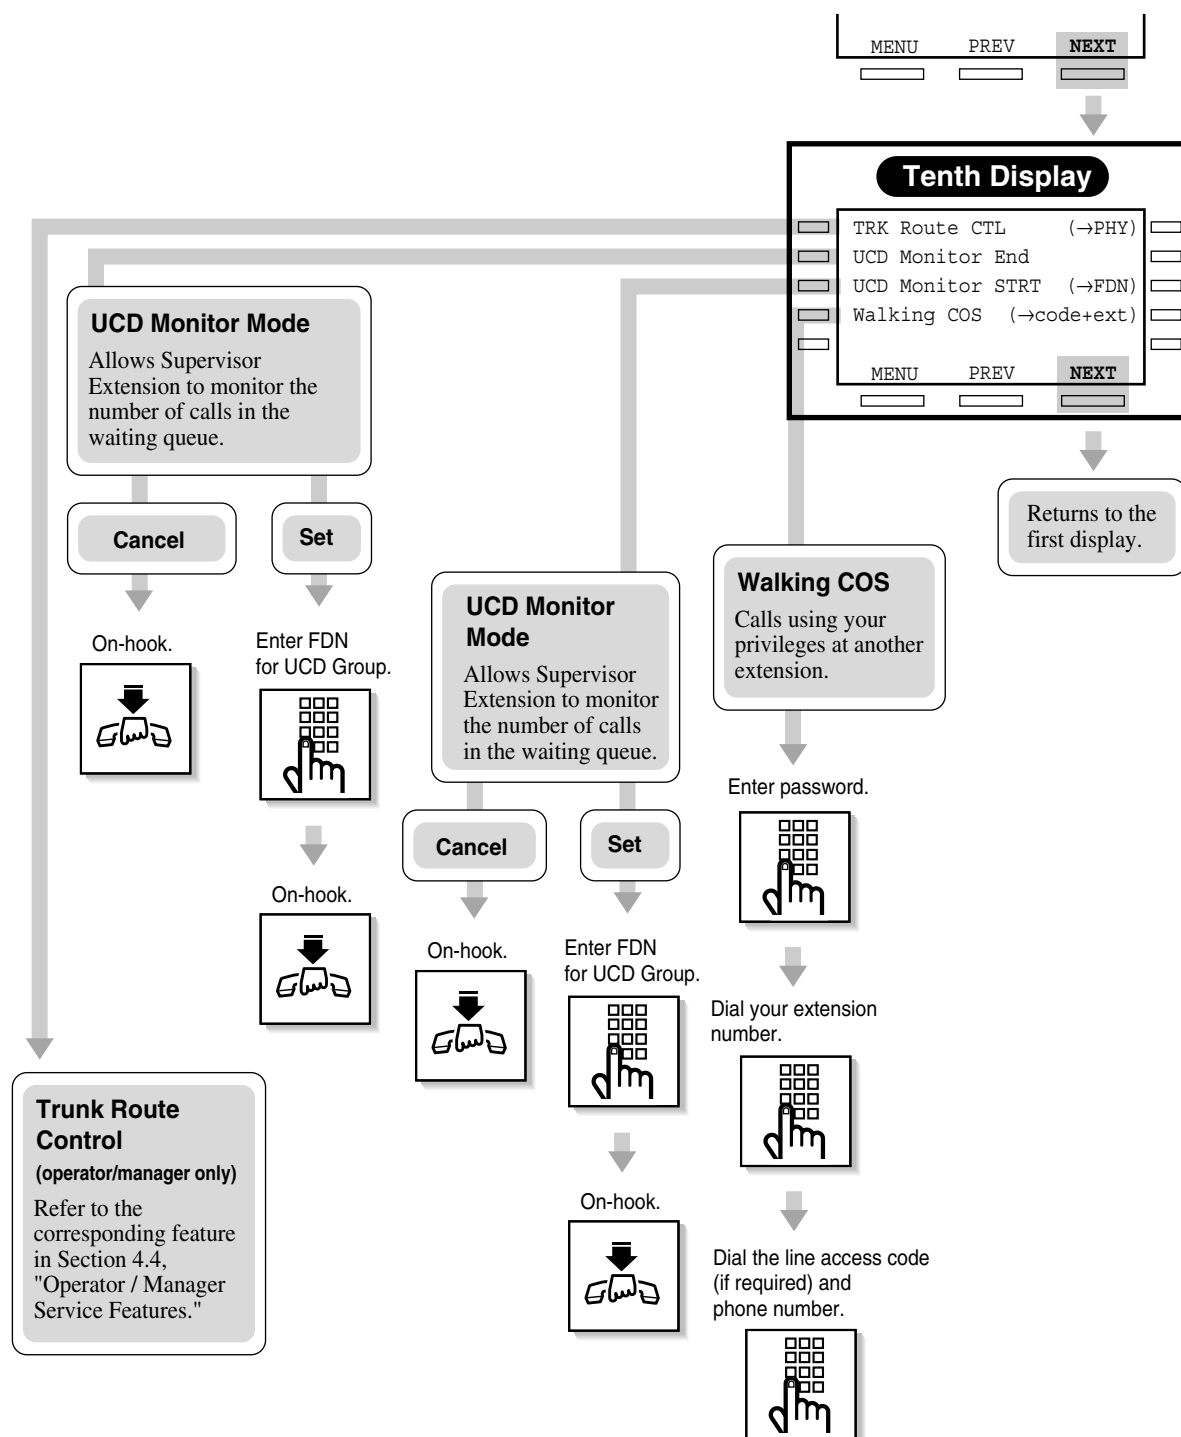 MENU PREV NEXT
Tenth Display
TRK Route CTL (→PHY)
UCD Monitor End
UCD Monitor STRT (→FDN)
Walking COS (→code+ext)
MENU PREV NEXT
Returns to the
first display.
UCD Monitor Mode
Allows Supervisor
Extension to monitor the
number of calls in the
waiting queue.
Cancel
Set
On-hook.
Enter FDN
for UCD Group.
On-hook.
UCD Monitor
Mode
Allows Supervisor
Extension to monitor
the number of calls
in the waiting queue.
Cancel
Set
On-hook.
Enter FDN
for UCD Group.
On-hook.
Walking COS
Calls using your
privileges at another
extension.
Enter password.
Dial your extension
number.
Dial the line access code
(if required) and
phone number.
Trunk Route
Control
(operator/manager only)
Refer to the
corresponding feature
in Section 4.4,
"Operator / Manager
Service Features."